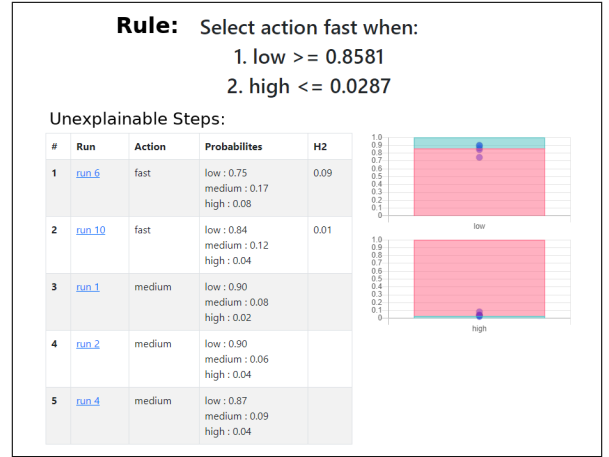 Rule: Select action fast when:
1. low >= 0.8581
2. high <= 0.0287
Unexplainable Steps:
# Run Action Probabilites H2
1 run 6 fast low : 0.75 0.09
medium : 0.17
high : 0.08
2 run 10 fast low : 0.84 0.01
medium : 0.12
high : 0.04
3 run 1 medium low : 0.90
medium : 0.08
high : 0.02
4 run 2 medium low : 0.90
medium : 0.06
high : 0.04
5 run 4 medium low : 0.87
medium : 0.09
high : 0.04
1.0
0.9
0.8
0.7
0.6
0.5
0.4
0.3
0.2
0.1
0
low
1.0
0.9
0.8
0.7
0.6
0.5
0.4
0.3
0.2
0.1
0
high